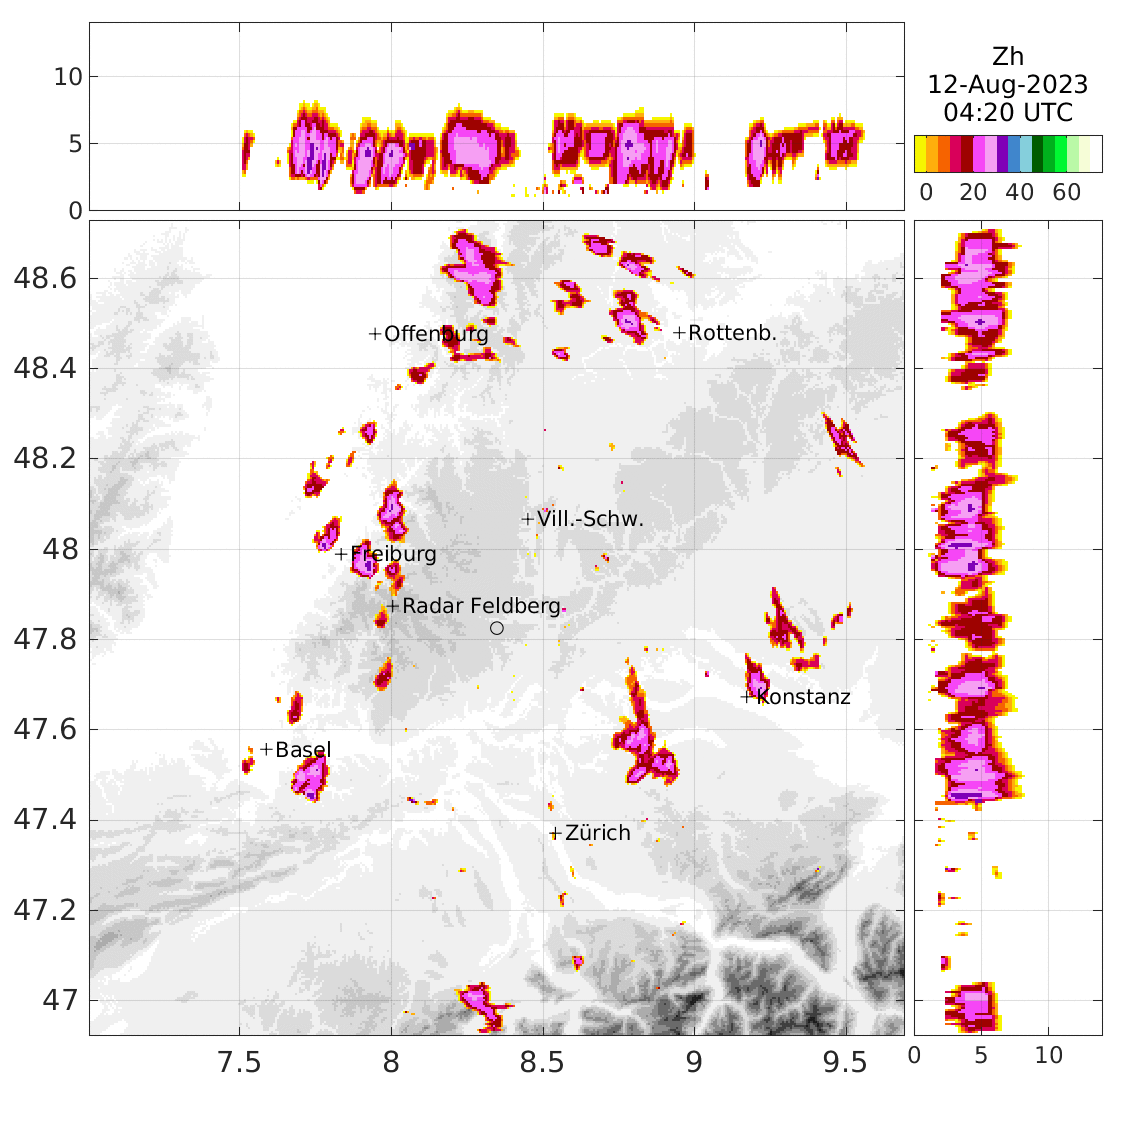 Zh
12-Aug-2023
04:20 UTC
0 20 40 60
10
5
0
48.6
48.4
48.2
48
47.8
47.6
47.4
47.2
47
Offenburg
Rottenb.
Vill.-Schw.
Freiburg
Radar Feldberg
Konstanz
Basel
Zürich
7.5 8 8.5 9 9.5
0 5 10